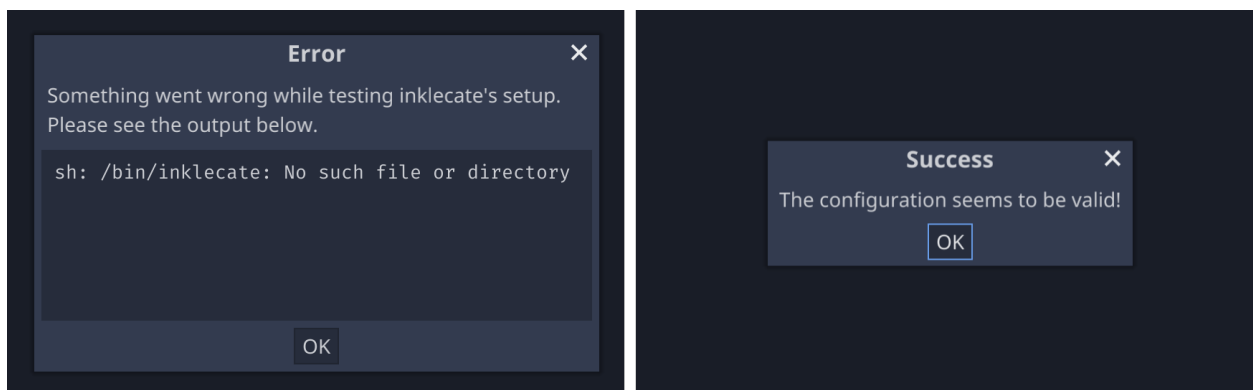 Error
Something went wrong while testing inklecate's setup.
Please see the output below.
sh: /bin/inklecate: No such file or directory
OK
Success
The configuration seems to be valid!
OK